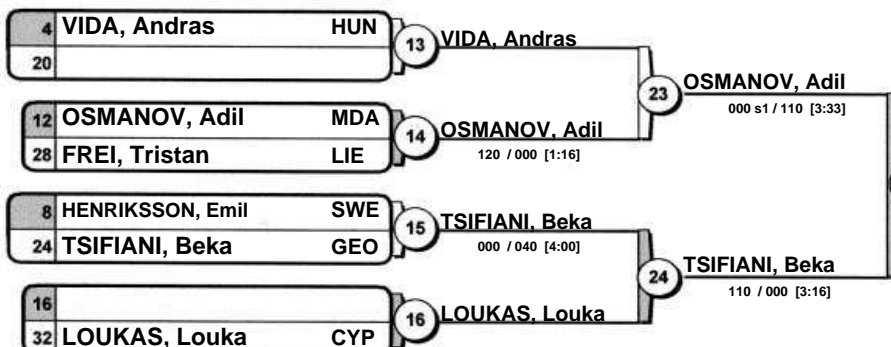 4 VIDA, Andras HUN
20
13 VIDA, Andras
12 OSMANOV, Adil MDA
28 FREI, Tristan LIE
14 OSMANOV, Adil
120 / 000 [1:16]
23 OSMANOV, Adil
000 s1 / 110 [3:33]
8 HENRIKSSON, Emil SWE
24 TSIFIANI, Beka GEO
15 TSIFIANI, Beka
000 / 040 [4:00]
16
32 LOUKAS, Louka CYP
16 LOUKAS, Louka
24 TSIFIANI, Beka
110 / 000 [3:16]